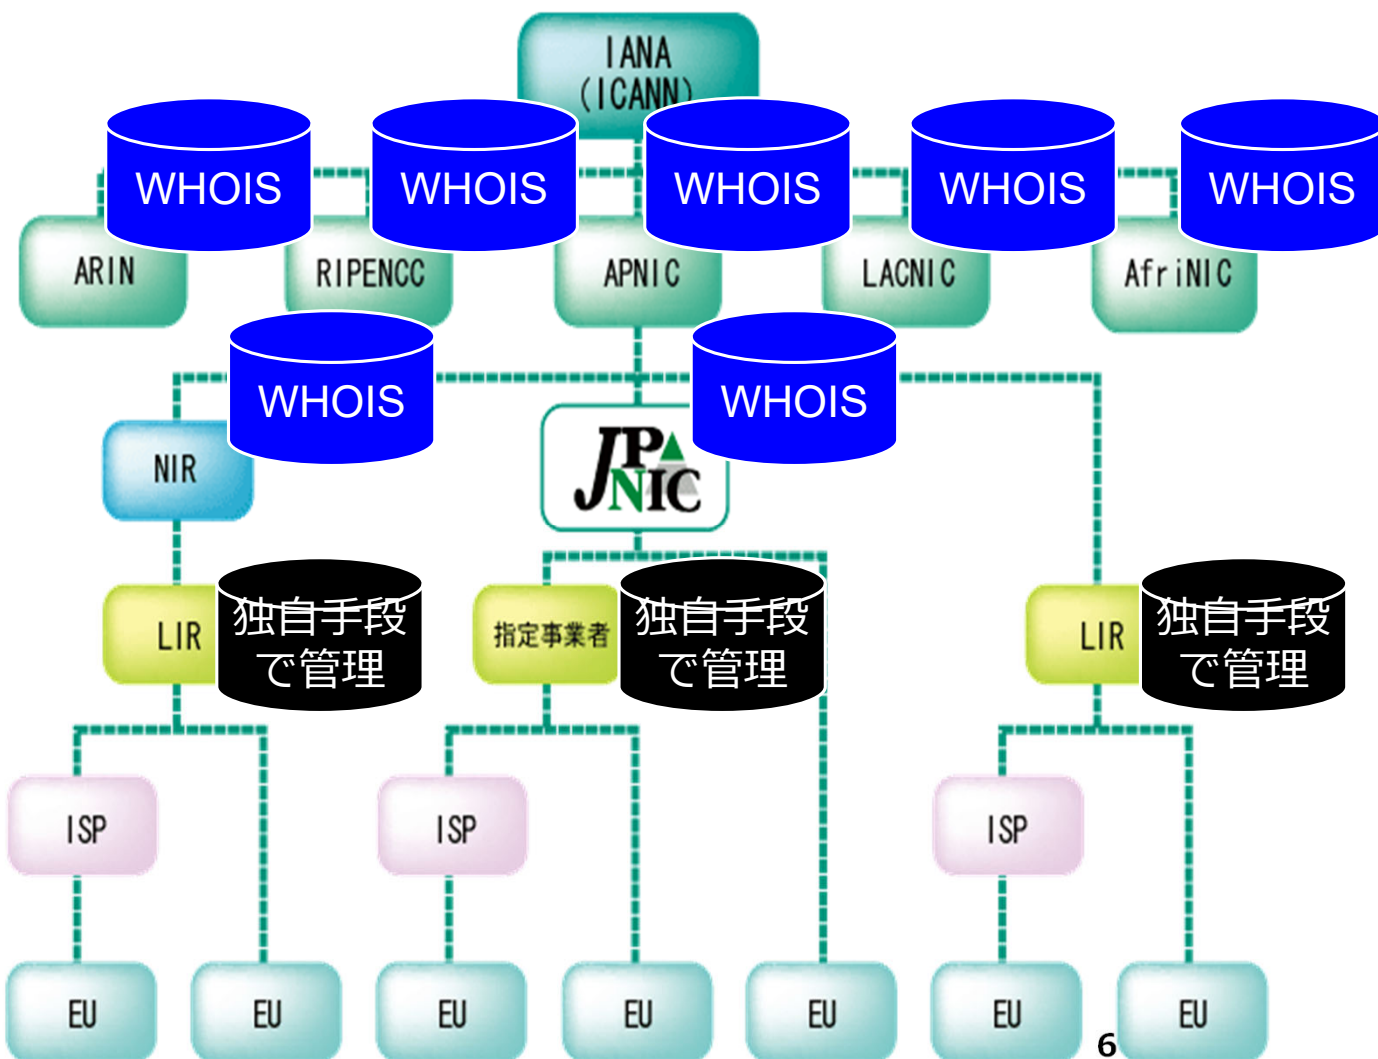 IANA
(ICANN)
WHOIS
WHOIS
WHOIS
WHOIS
WHOIS
ARIN
RIPENCC
APNIC
LACNIC
AfriNIC
WHOIS
WHOIS
NIR
JPNIC
LIR
独自手段
で管理
指定事業者
独自手段
で管理
LIR
独自手段
で管理
ISP
ISP
ISP
EU
EU
EU
EU
EU
EU
EU
6